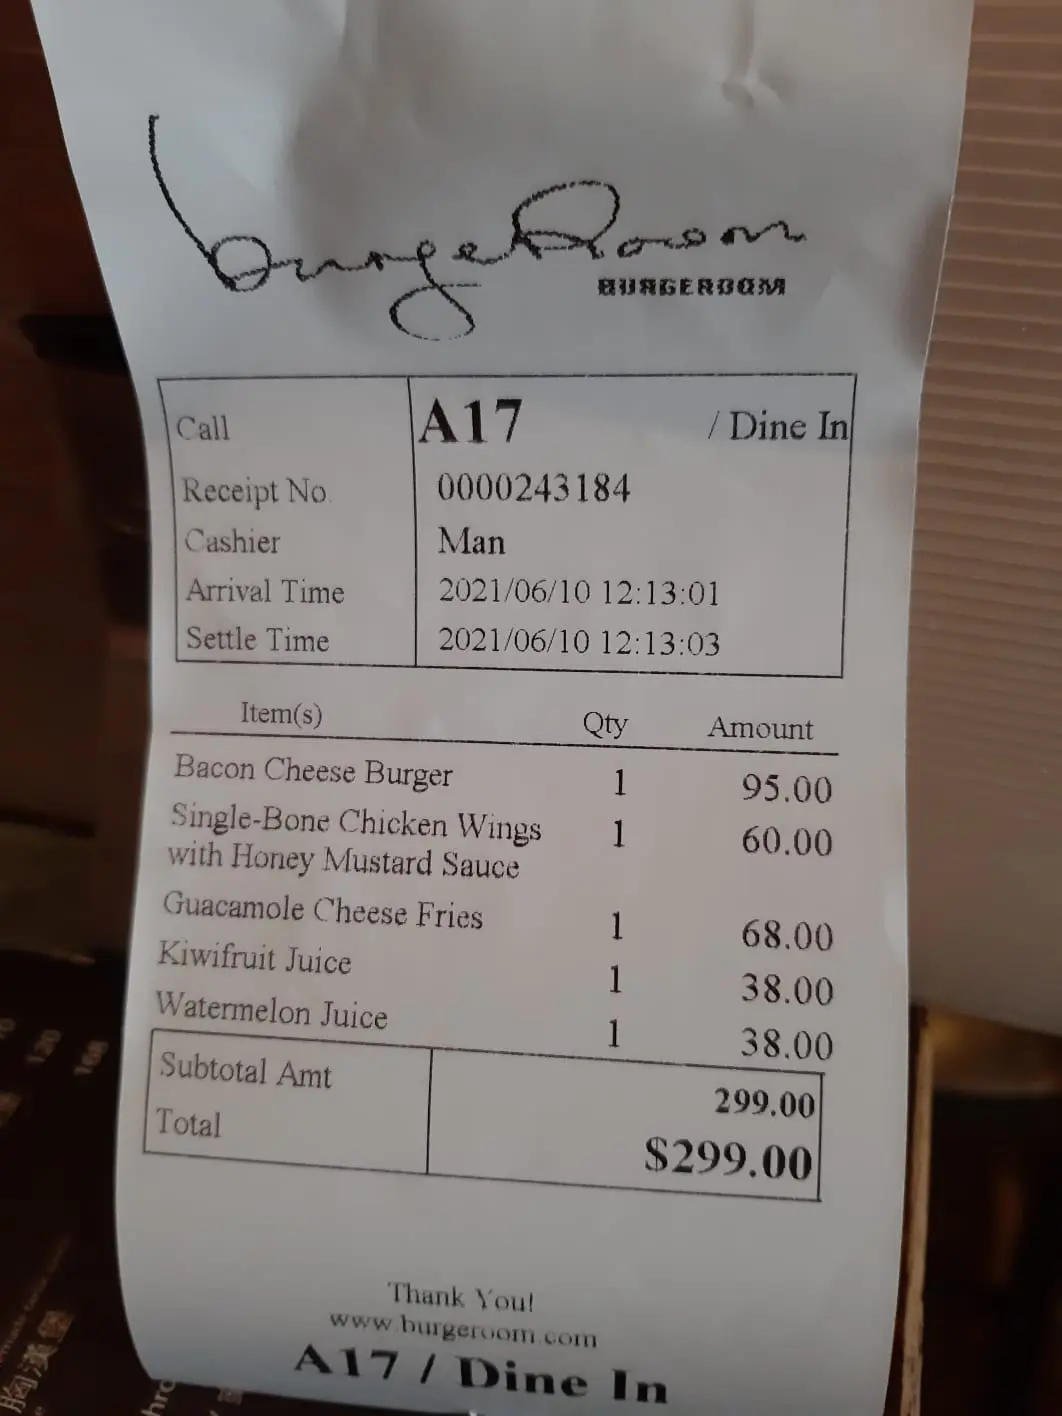 burgeRoom
BURGEROOM
Call A17 / Dine In
Receipt No. 0000243184
Cashier Man
Arrival Time 2021/06/10 12:13:01
Settle Time 2021/06/10 12:13:03
Item(s) Qty Amount
Bacon Cheese Burger 1 95.00
Single-Bone Chicken Wings 1 60.00
with Honey Mustard Sauce
Guacamole Cheese Fries 1 68.00
Kiwifruit Juice 1 38.00
Watermelon Juice 1 38.00
Subtotal Amt 299.00
Total $299.00
Thank You!
www.burgeroom.com
A17 / Dine In
120
168